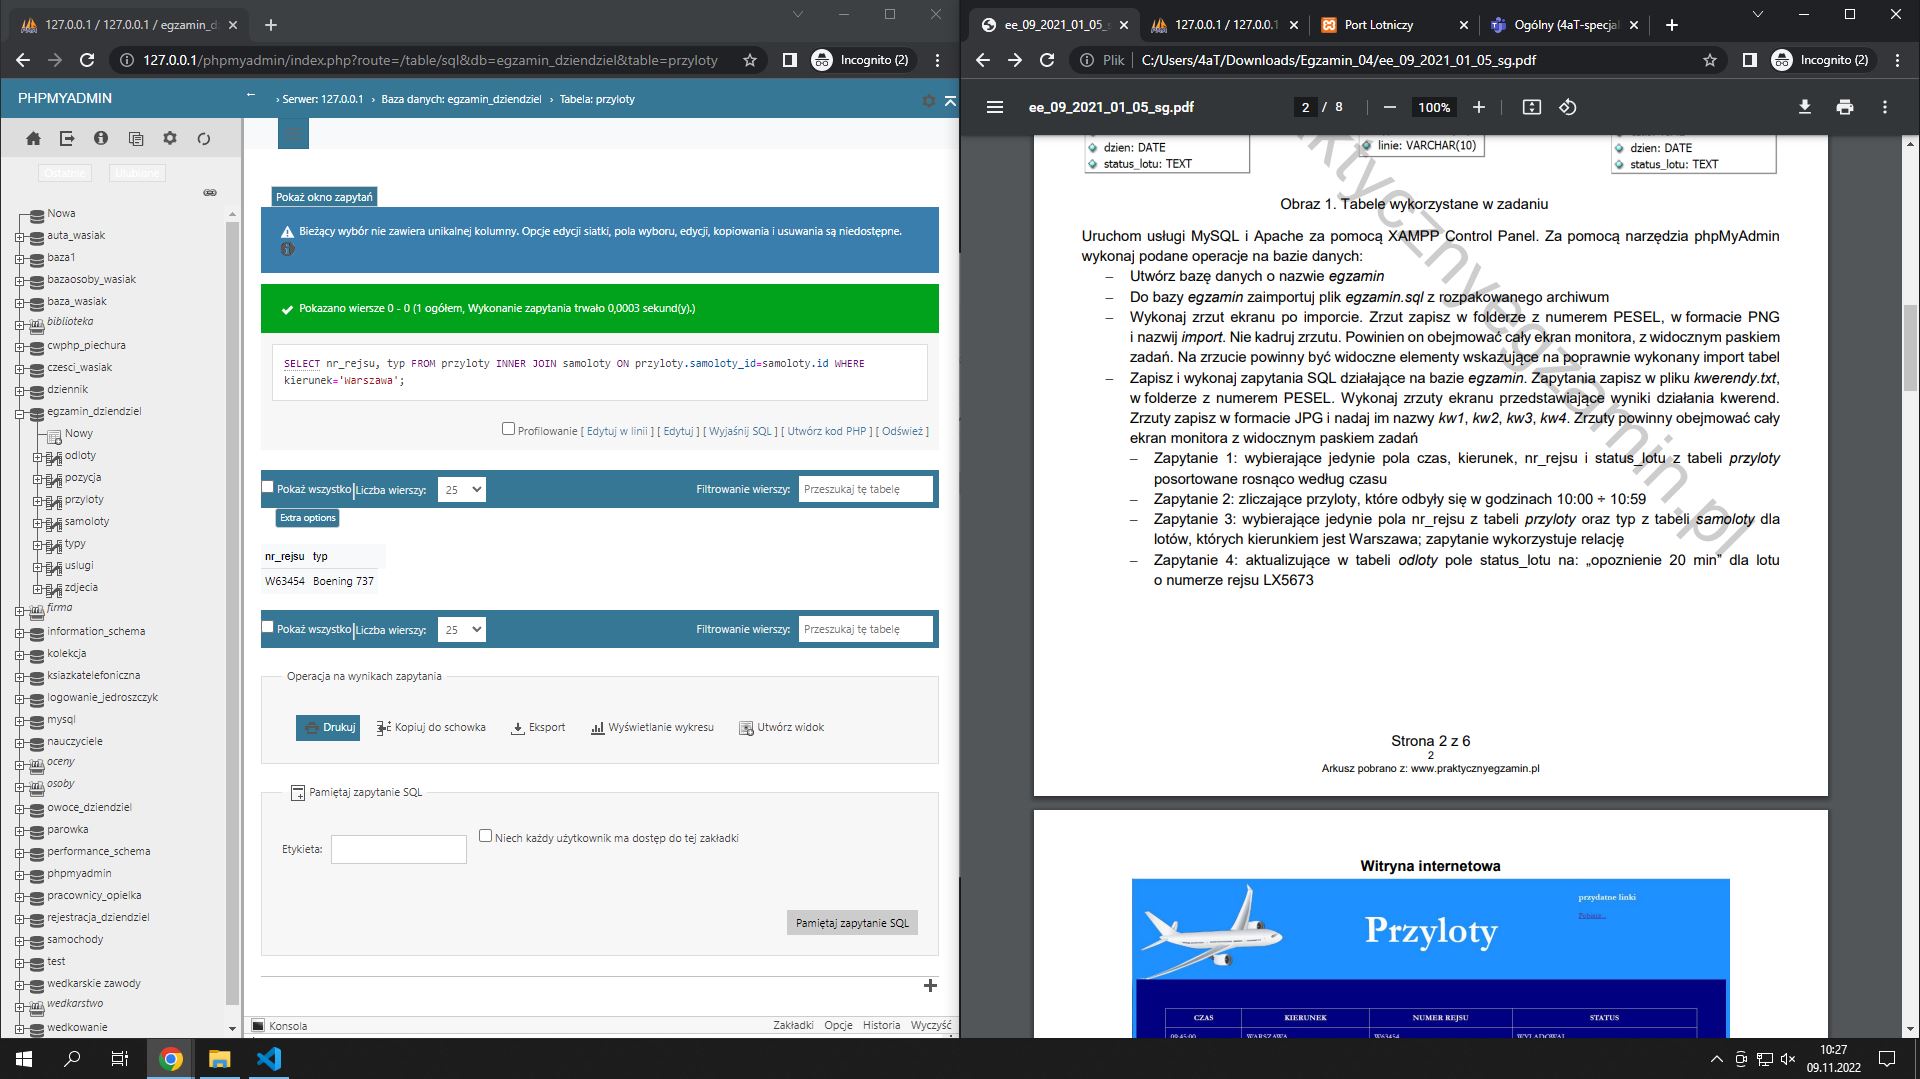 127.0.0.1 / 127.0.0.1 / egzamin_d
127.0.0.1/phpmyadmin/index.php?route=/table/sql&db=egzamin_dziendziel&table=przyloty
Incognito (2)
PHPMYADMIN
← › Serwer: 127.0.0.1 › Baza danych: egzamin_dziendziel › Tabela: przyloty
Ostatnie Ulubione
Nowa
auta_wasiak
baza1
bazaosoby_wasiak
baza_wasiak
biblioteka
cwphp_piechura
czesci_wasiak
dziennik
egzamin_dziendziel
Nowy
odloty
pozycja
przyloty
samoloty
typy
uslugi
zdjecia
firma
information_schema
kolekcja
ksiazkatelefoniczna
logowanie_jedroszczyk
mysql
nauczyciele
oceny
osoby
owoce_dziendziel
parowka
performance_schema
phpmyadmin
pracownicy_opielka
rejestracja_dziendziel
samochody
test
wedkarskie zawody
wedkarstwo
wedkowanie
Pokaż okno zapytań
Bieżący wybór nie zawiera unikalnej kolumny. Opcje edycji siatki, pola wyboru, edycji, kopiowania i usuwania są niedostępne.
Pokazano wiersze 0 - 0 (1 ogółem, Wykonanie zapytania trwało 0,0003 sekund(y).)
SELECT nr_rejsu, typ FROM przyloty INNER JOIN samoloty ON przyloty.samoloty_id=samoloty.id WHERE
kierunek='Warszawa';
Profilowanie [ Edytuj w linii ] [ Edytuj ] [ Wyjaśnij SQL ] [ Utwórz kod PHP ] [ Odśwież ]
Pokaż wszystko Liczba wierszy: 25 Filtrowanie wierszy: Przeszukaj tę tabelę
Extra options
nr_rejsu typ
W63454 Boening 737
Pokaż wszystko Liczba wierszy: 25 Filtrowanie wierszy: Przeszukaj tę tabelę
Operacja na wynikach zapytania
Drukuj Kopiuj do schowka Eksport Wyświetlanie wykresu Utwórz widok
Pamiętaj zapytanie SQL
Etykieta: Niech każdy użytkownik ma dostęp do tej zakładki
Pamiętaj zapytanie SQL
Konsola Zakładki Opcje Historia Wyczyść
ee_09_2021_01_05_s 127.0.0.1 / 127.0.0.1 Port Lotniczy Ogólny (4aT-specjal
Plik C:/Users/4aT/Downloads/Egzamin_04/ee_09_2021_01_05_sg.pdf Incognito (2)
ee_09_2021_01_05_sg.pdf 2 / 8 100%
dzien: DATE linie: VARCHAR(10) dzien: DATE
status_lotu: TEXT status_lotu: TEXT
Obraz 1. Tabele wykorzystane w zadaniu
Uruchom usługi MySQL i Apache za pomocą XAMPP Control Panel. Za pomocą narzędzia phpMyAdmin
wykonaj podane operacje na bazie danych:
– Utwórz bazę danych o nazwie egzamin
– Do bazy egzamin zaimportuj plik egzamin.sql z rozpakowanego archiwum
– Wykonaj zrzut ekranu po imporcie. Zrzut zapisz w folderze z numerem PESEL, w formacie PNG
i nazwij import. Nie kadruj zrzutu. Powinien on obejmować cały ekran monitora, z widocznym paskiem
zadań. Na zrzucie powinny być widoczne elementy wskazujące na poprawnie wykonany import tabel
– Zapisz i wykonaj zapytania SQL działające na bazie egzamin. Zapytania zapisz w pliku kwerendy.txt,
w folderze z numerem PESEL. Wykonaj zrzuty ekranu przedstawiające wyniki działania kwerend.
Zrzuty zapisz w formacie JPG i nadaj im nazwy kw1, kw2, kw3, kw4. Zrzuty powinny obejmować cały
ekran monitora z widocznym paskiem zadań
– Zapytanie 1: wybierające jedynie pola czas, kierunek, nr_rejsu i status_lotu z tabeli przyloty
posortowane rosnąco według czasu
– Zapytanie 2: zliczające przyloty, które odbyły się w godzinach 10:00 ÷ 10:59
– Zapytanie 3: wybierające jedynie pola nr_rejsu z tabeli przyloty oraz typ z tabeli samoloty dla
lotów, których kierunkiem jest Warszawa; zapytanie wykorzystuje relację
– Zapytanie 4: aktualizujące w tabeli odloty pole status_lotu na: „opoznienie 20 min” dla lotu
o numerze rejsu LX5673
ktycznyegzamin.pl
Strona 2 z 6
2
Arkusz pobrano z: www.praktycznyegzamin.pl
Witryna internetowa
przydatne linki
Pobierz...
Przyloty
CZAS KIERUNEK NUMER REJSU STATUS
09:45:00 WARSZAWA W63454 WYLADOWAL
10:27
09.11.2022